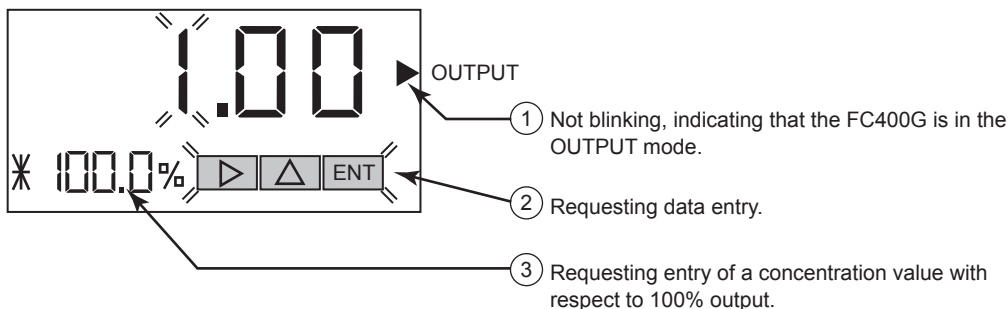 1.00
OUTPUT
1 Not blinking, indicating that the FC400G is in the
OUTPUT mode.
100.0% ENT
2 Requesting data entry.
3 Requesting entry of a concentration value with
respect to 100% output.